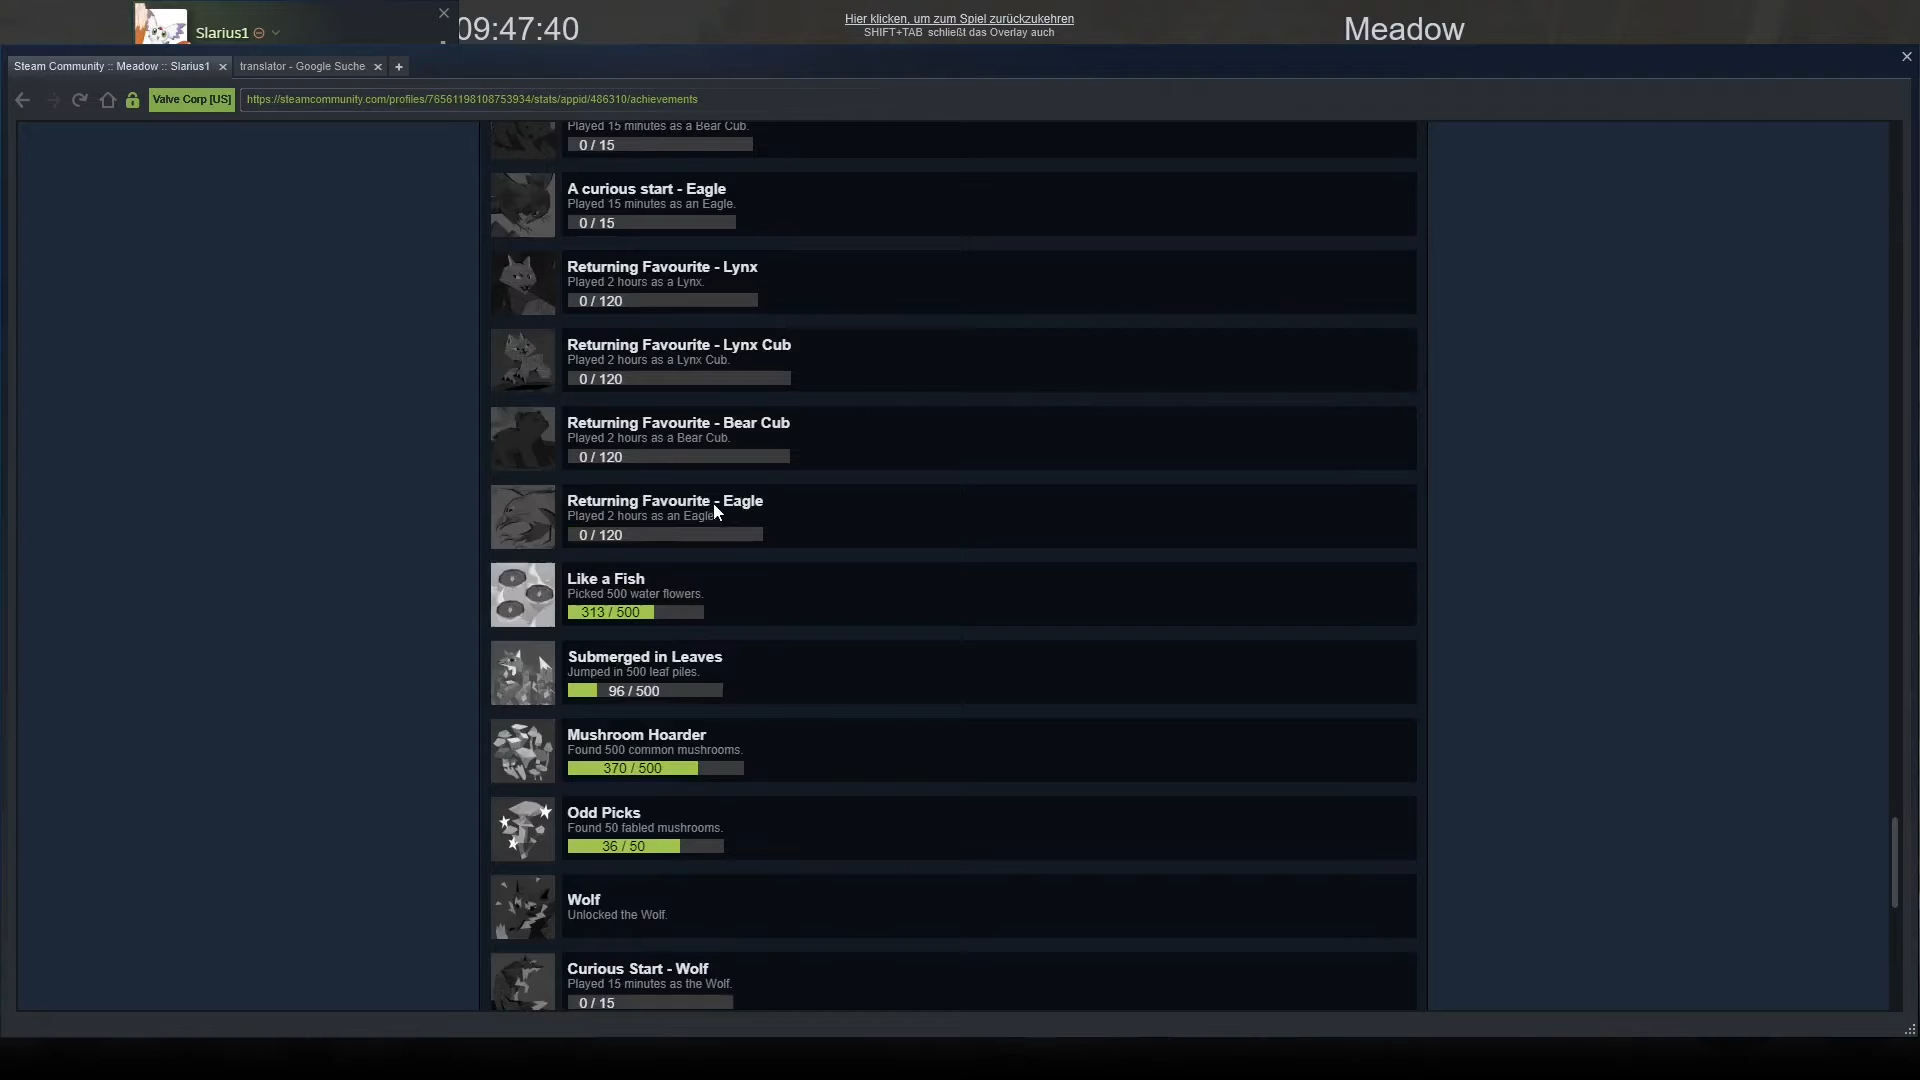 Slarius1
09:47:40
Hier klicken, um zum Spiel zurückzukehren
SHIFT+TAB schließt das Overlay auch
Meadow
Steam Community :: Meadow :: Slarius1
translator - Google Suche
Valve Corp [US]
https://steamcommunity.com/profiles/76561198108753934/stats/appid/486310/achievements
Played 15 minutes as a Bear Cub.
0 / 15
A curious start - Eagle
Played 15 minutes as an Eagle.
0 / 15
Returning Favourite - Lynx
Played 2 hours as a Lynx.
0 / 120
Returning Favourite - Lynx Cub
Played 2 hours as a Lynx Cub.
0 / 120
Returning Favourite - Bear Cub
Played 2 hours as a Bear Cub.
0 / 120
Returning Favourite - Eagle
Played 2 hours as an Eagle
0 / 120
Like a Fish
Picked 500 water flowers.
313 / 500
Submerged in Leaves
Jumped in 500 leaf piles.
96 / 500
Mushroom Hoarder
Found 500 common mushrooms.
370 / 500
Odd Picks
Found 50 fabled mushrooms.
36 / 50
Wolf
Unlocked the Wolf.
Curious Start - Wolf
Played 15 minutes as the Wolf.
0 / 15